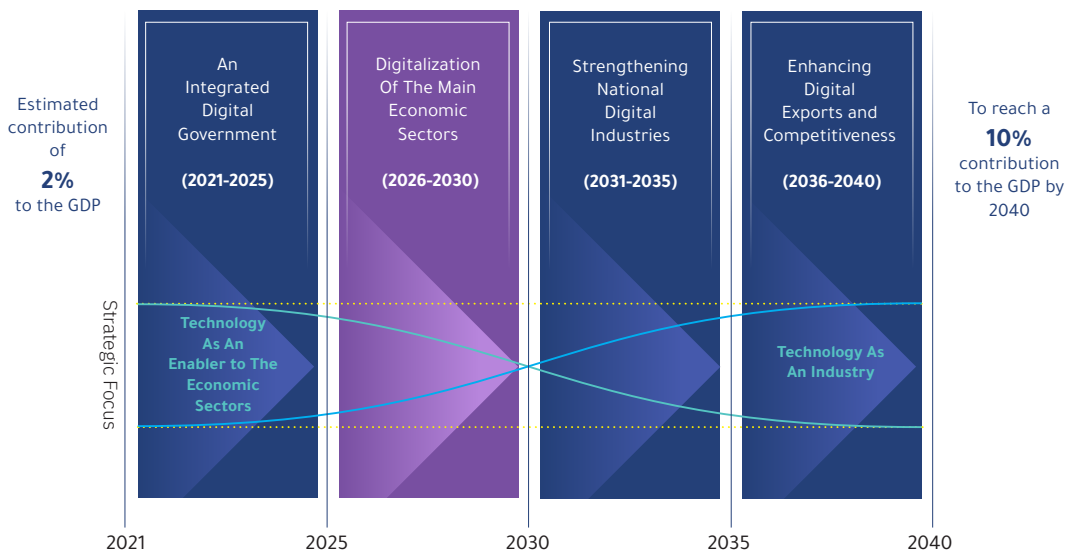 Estimated
contribution
of
2%
to the GDP
An
Integrated
Digital
Government
(2021-2025)
Digitalization
Of The Main
Economic
Sectors
(2026-2030)
Strengthening
National
Digital
Industries
(2031-2035)
Enhancing
Digital
Exports and
Competitiveness
(2036-2040)
To reach a
10%
contribution
to the GDP by
2040
Strategic Focus
Technology
As An
Enabler to The
Economic
Sectors
Technology As
An Industry
2021
2025
2030
2035
2040